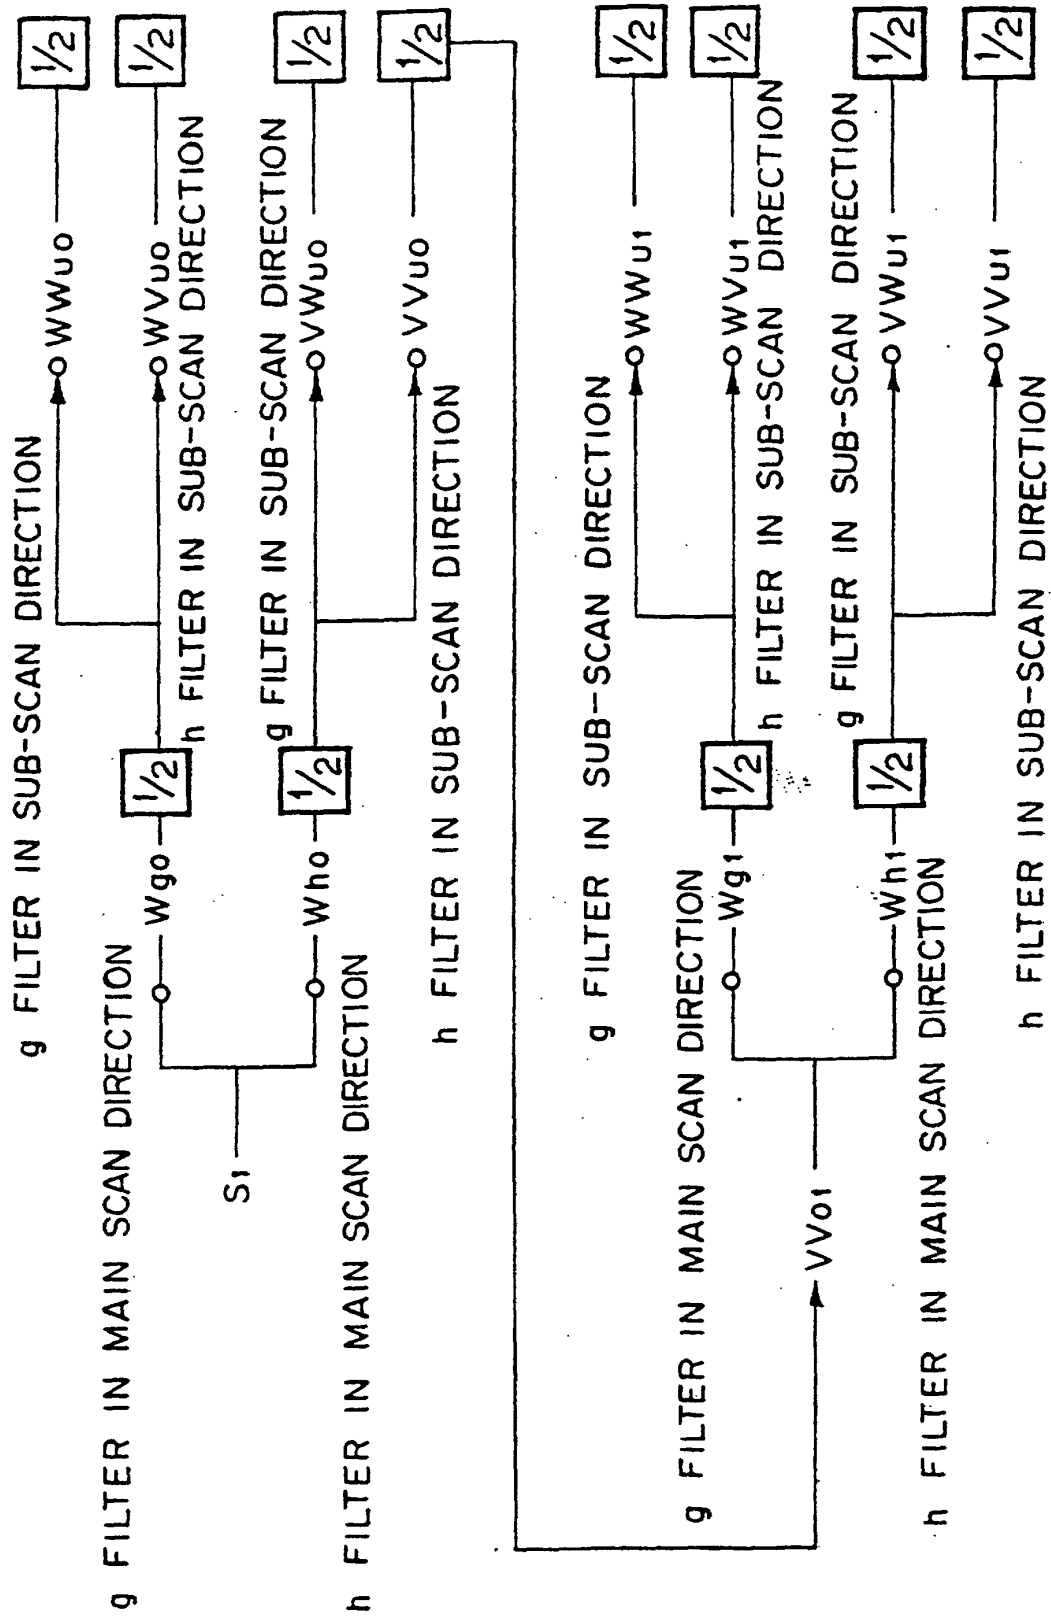 g FILTER IN SUB-SCAN DIRECTION
g FILTER IN MAIN SCAN DIRECTION
Wg0
1/2
WWu0
1/2
WVu0
1/2
h FILTER IN SUB-SCAN DIRECTION
S1
g FILTER IN SUB-SCAN DIRECTION
Wh0
1/2
VWu0
1/2
h FILTER IN MAIN SCAN DIRECTION
VVu0
1/2
h FILTER IN SUB-SCAN DIRECTION
g FILTER IN SUB-SCAN DIRECTION
g FILTER IN MAIN SCAN DIRECTION
Wg1
1/2
WWu1
1/2
WVu1
1/2
h FILTER IN SUB-SCAN DIRECTION
VV01
g FILTER IN SUB-SCAN DIRECTION
Wh1
1/2
VWu1
1/2
h FILTER IN MAIN SCAN DIRECTION
VVu1
1/2
h FILTER IN SUB-SCAN DIRECTION